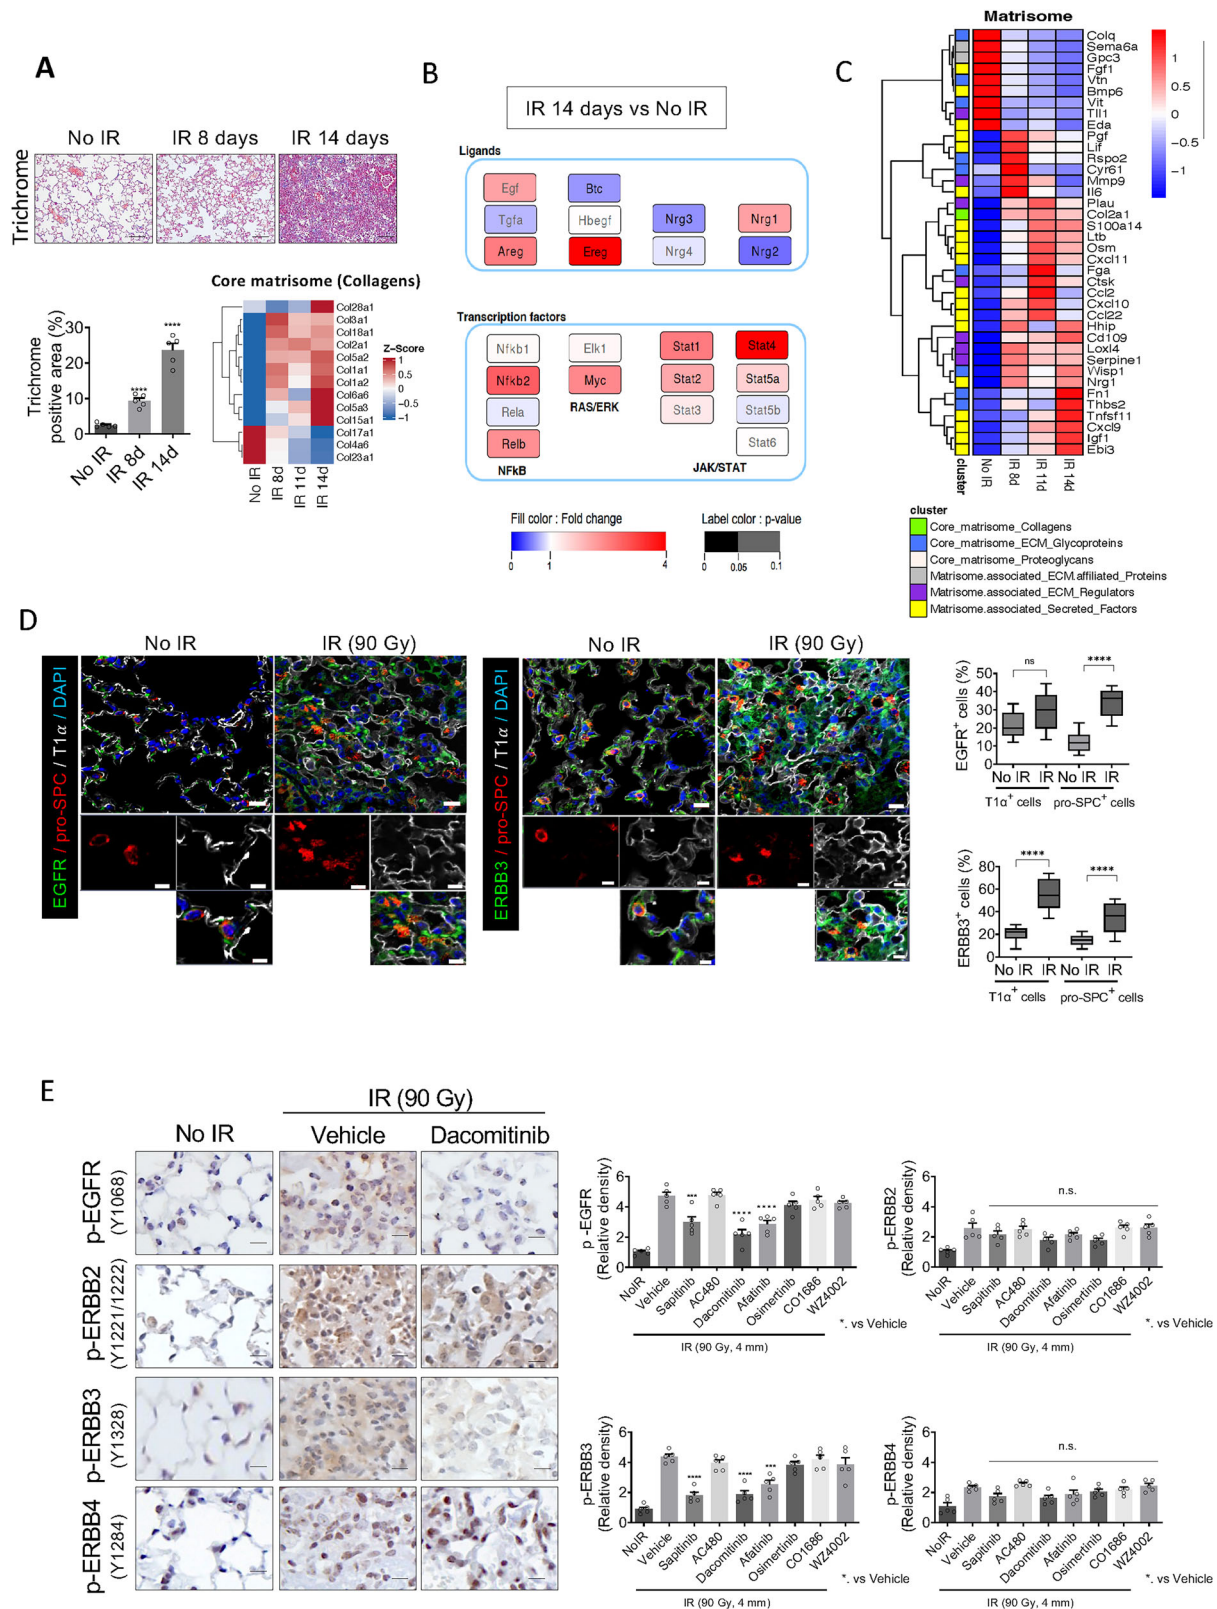 A
No IR
IR 8 days
IR 14 days
Trichrome
Trichrome
positive area (%)
30
20
10
0
****
****
No IR
IR 8d
IR 14d
Core matrisome (Collagens)
Col28a1
Col3a1
Col18a1
Col2a1
Col5a2
Col1a1
Col1a2
Col6a6
Col5a3
Col15a1
Col17a1
Col4a6
Col23a1
No IR
IR 8d
IR 11d
IR 14d
Z-Score
1
0.5
0
−0.5
−1
B
IR 14 days vs No IR
Ligands
Egf
Btc
Tgfa
Hbegf
Nrg3
Nrg1
Areg
Ereg
Nrg4
Nrg2
Transcription factors
Nfkb1
Elk1
Stat1
Stat4
Nfkb2
Myc
Stat2
Stat5a
Rela
RAS/ERK
Stat3
Stat5b
Relb
Stat6
NFkB
JAK/STAT
Fill color : Fold change
0
1
4
Label color : p-value
0
0.05
0.1
C
Matrisome
Colq
Sema6a
Gpc3
Fgf1
Vtn
Bmp6
Vit
Tll1
Eda
Pgf
Lif
Rspo2
Cyr61
Mmp9
Il6
Plau
Col2a1
S100a14
Ltb
Osm
Cxcl11
Fga
Ctsk
Ccl2
Cxcl10
Ccl22
Hhip
Cd109
Loxl4
Serpine1
Wisp1
Nrg1
Fn1
Thbs2
Tnfsf11
Cxcl9
Igf1
Ebi3
1
0.5
0
−0.5
−1
cluster
No IR
IR 8d
IR 11d
IR 14d
cluster
Core_matrisome_Collagens
Core_matrisome_ECM_Glycoproteins
Core_matrisome_Proteoglycans
Matrisome.associated_ECM.affiliated_Proteins
Matrisome.associated_ECM_Regulators
Matrisome.associated_Secreted_Factors
D
No IR
IR (90 Gy)
EGFR / pro-SPC / T1α / DAPI
No IR
IR (90 Gy)
ERBB3 / pro-SPC / T1α / DAPI
EGFR+ cells (%)
50
40
30
20
10
0
ns
****
No IR
IR
No IR
IR
T1α+ cells
pro-SPC+ cells
ERBB3+ cells (%)
80
60
40
20
0
****
****
No IR
IR
No IR
IR
T1α+ cells
pro-SPC+ cells
E
IR (90 Gy)
No IR
Vehicle
Dacomitinib
p-EGFR
(Y1068)
p-ERBB2
(Y1221/1222)
p-ERBB3
(Y1328)
p-ERBB4
(Y1284)
p -EGFR
(Relative density)
6
4
2
0
***
****
****
NoIR
Vehicle
Sapitinib
AC480
Dacomitinib
Afatinib
Osimertinib
CO1686
WZ4002
*. vs Vehicle
IR (90 Gy, 4 mm)
p-ERBB2
(Relative density)
6
4
2
0
n.s.
NoIR
Vehicle
Sapitinib
AC480
Dacomitinib
Afatinib
Osimertinib
CO1686
WZ4002
*. vs Vehicle
IR (90 Gy, 4 mm)
p-ERBB3
(Relative density)
6
4
2
0
****
****
***
NoIR
Vehicle
Sapitinib
AC480
Dacomitinib
Afatinib
Osimertinib
CO1686
WZ4002
*. vs Vehicle
IR (90 Gy, 4 mm)
p-ERBB4
(Relative density)
6
4
2
0
n.s.
NoIR
Vehicle
Sapitinib
AC480
Dacomitinib
Afatinib
Osimertinib
CO1686
WZ4002
*. vs Vehicle
IR (90 Gy, 4 mm)